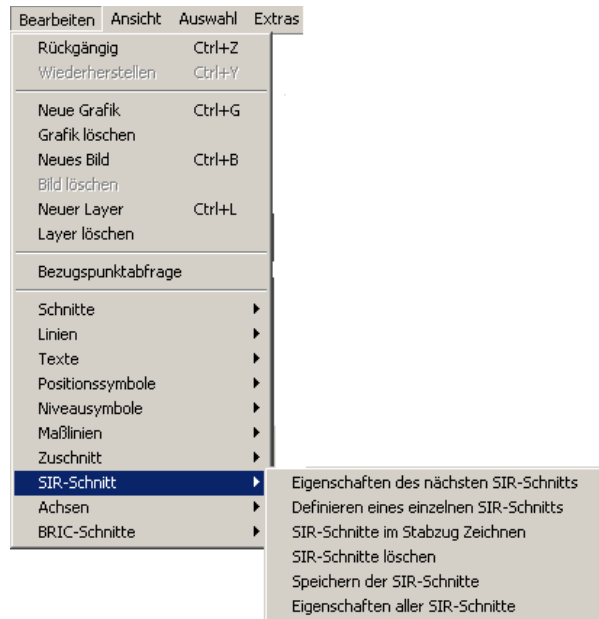 Bearbeiten Ansicht Auswahl Extras
Rückgängig Ctrl+Z
Wiederherstellen Ctrl+Y
Neue Grafik Ctrl+G
Grafik löschen
Neues Bild Ctrl+B
Bild löschen
Neuer Layer Ctrl+L
Layer löschen
Bezugspunktabfrage
Schnitte
Linien
Texte
Positionssymbole
Niveausymbole
Maßlinien
Zuschnitt
SIR-Schnitt
Achsen
BRIC-Schnitte
Eigenschaften des nächsten SIR-Schnitts
Definieren eines einzelnen SIR-Schnitts
SIR-Schnitte im Stabzug Zeichnen
SIR-Schnitte löschen
Speichern der SIR-Schnitte
Eigenschaften aller SIR-Schnitte